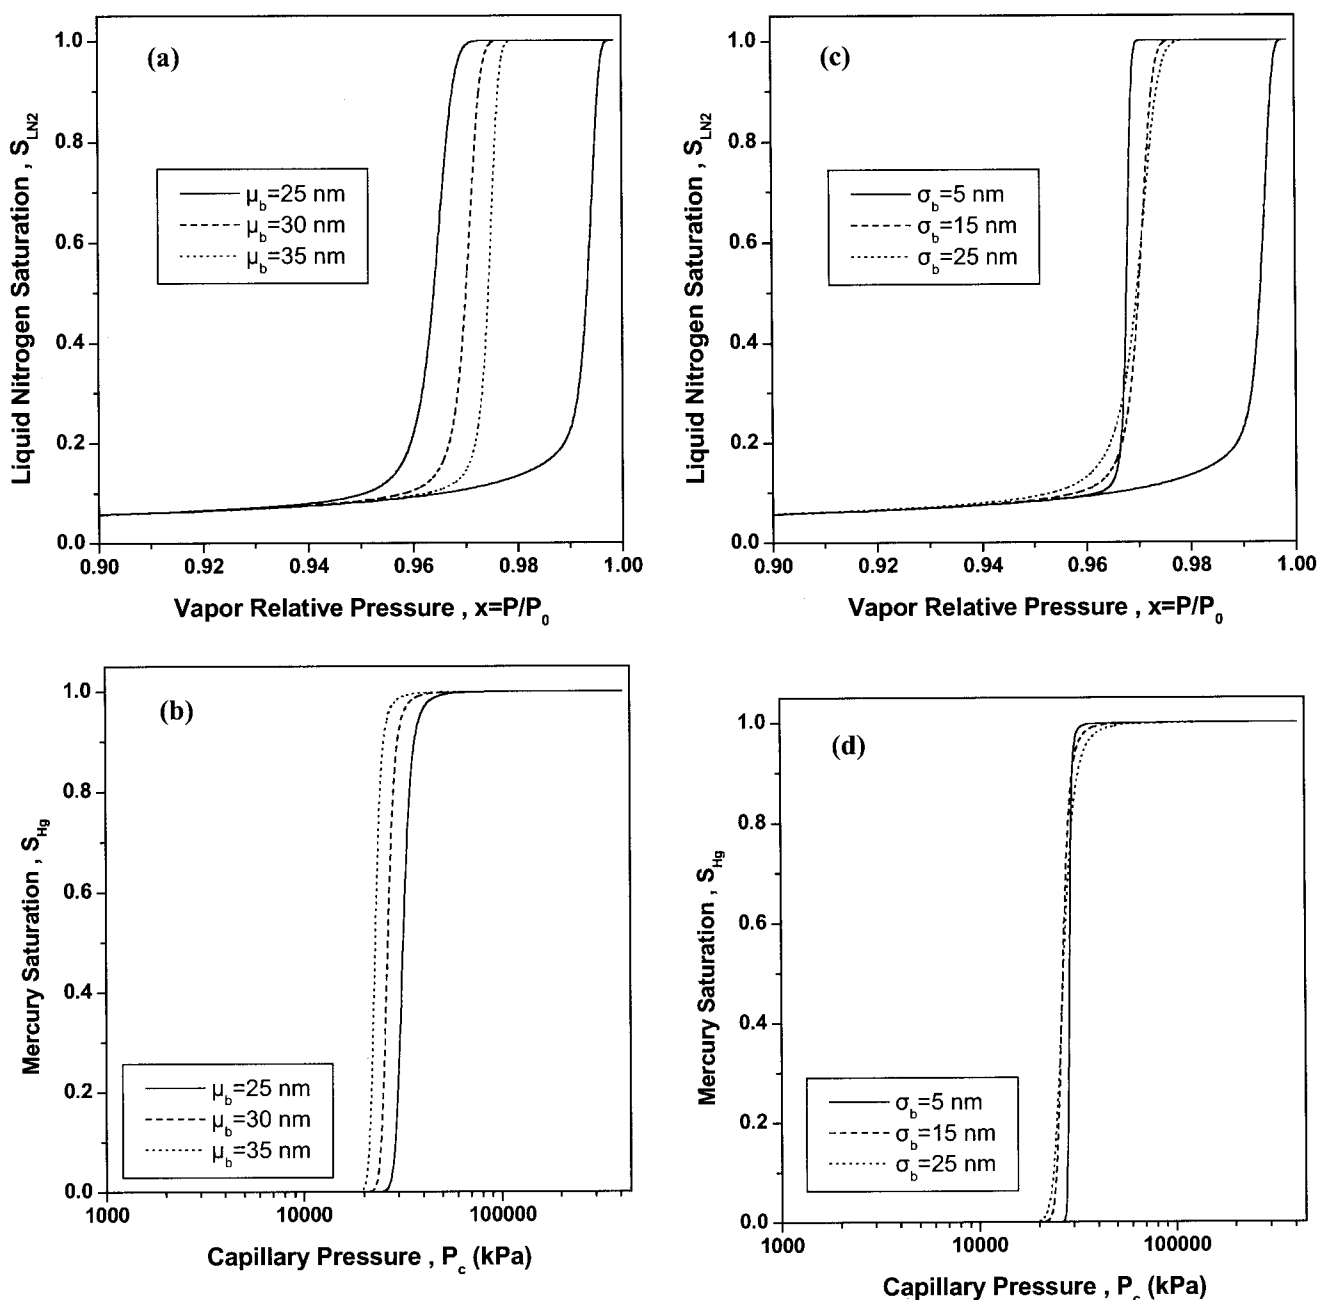 (a)
Liquid Nitrogen Saturation , S_LN2
1.0
0.8
0.6
0.4
0.2
0.0
μ_b=25 nm
μ_b=30 nm
μ_b=35 nm
0.90 0.92 0.94 0.96 0.98 1.00
Vapor Relative Pressure , x=P/P_0
(c)
Liquid Nitrogen Saturation , S_LN2
1.0
0.8
0.6
0.4
0.2
0.0
σ_b=5 nm
σ_b=15 nm
σ_b=25 nm
0.90 0.92 0.94 0.96 0.98 1.00
Vapor Relative Pressure , x=P/P_0
(b)
Mercury Saturation , S_Hg
1.0
0.8
0.6
0.4
0.2
0.0
μ_b=25 nm
μ_b=30 nm
μ_b=35 nm
1000 10000 100000
Capillary Pressure , P_c (kPa)
(d)
Mercury Saturation , S_Hg
1.0
0.8
0.6
0.4
0.2
0.0
σ_b=5 nm
σ_b=15 nm
σ_b=25 nm
1000 10000 100000
Capillary Pressure , P_c (kPa)